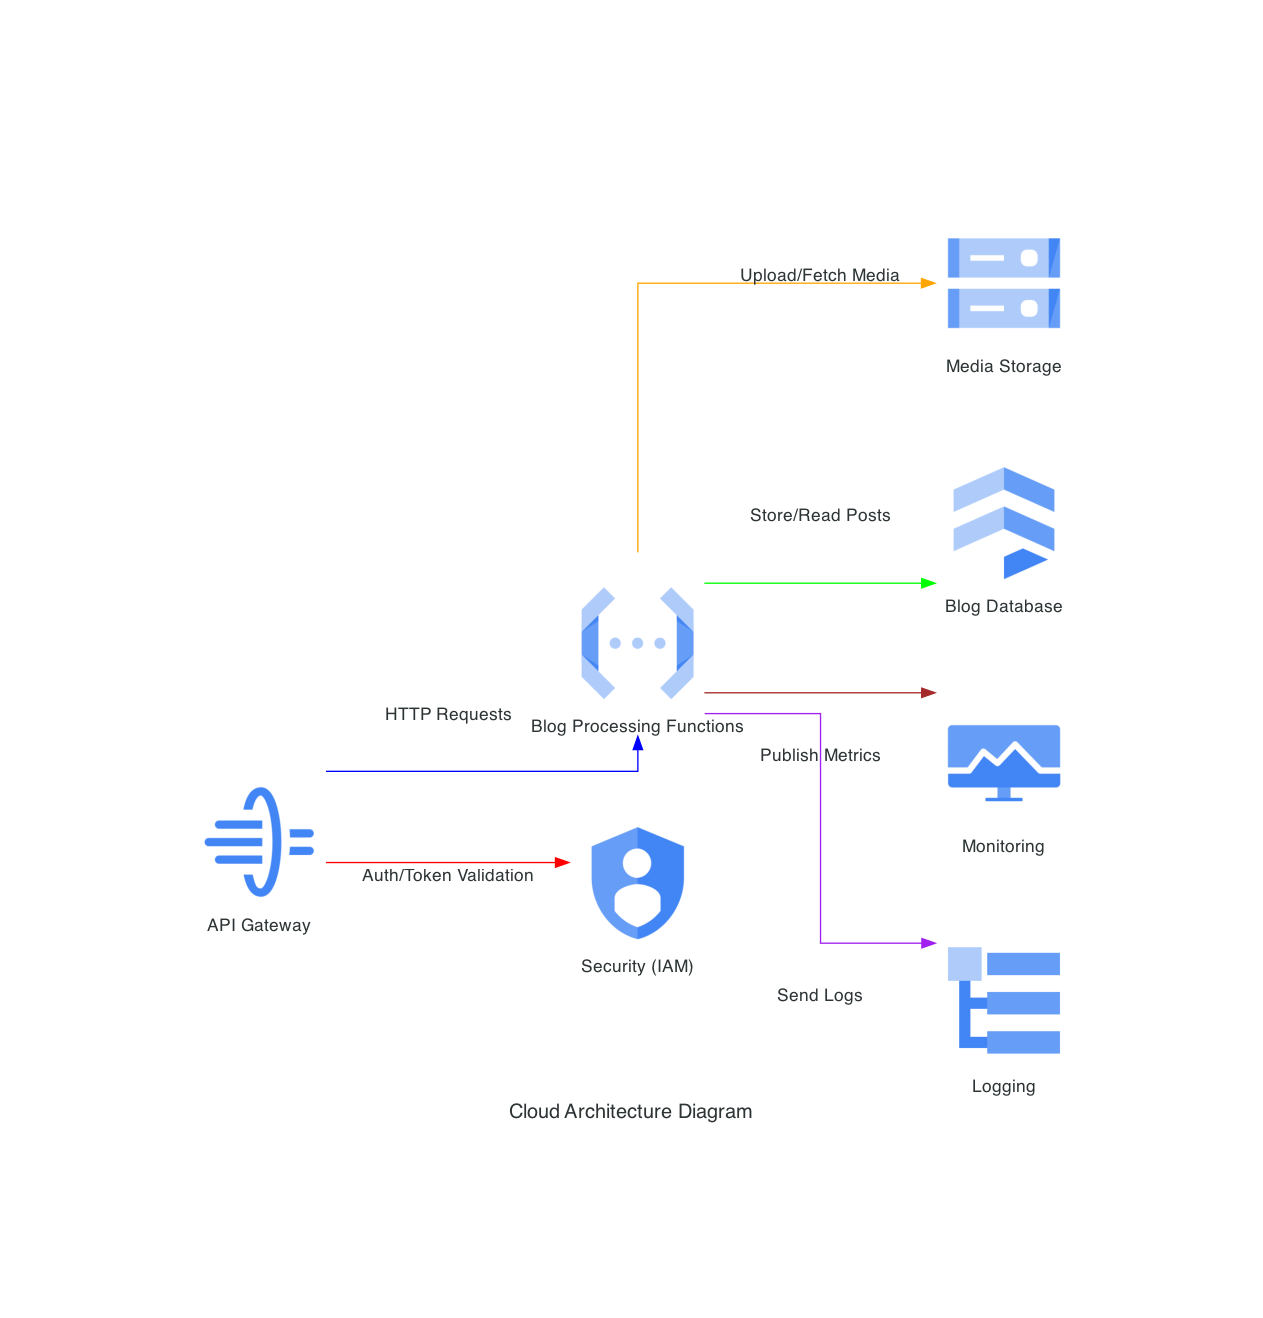 Upload/Fetch Media
Media Storage
Store/Read Posts
Blog Database
HTTP Requests
Blog Processing Functions
Publish Metrics
Monitoring
Auth/Token Validation
API Gateway
Security (IAM)
Send Logs
Logging
Cloud Architecture Diagram